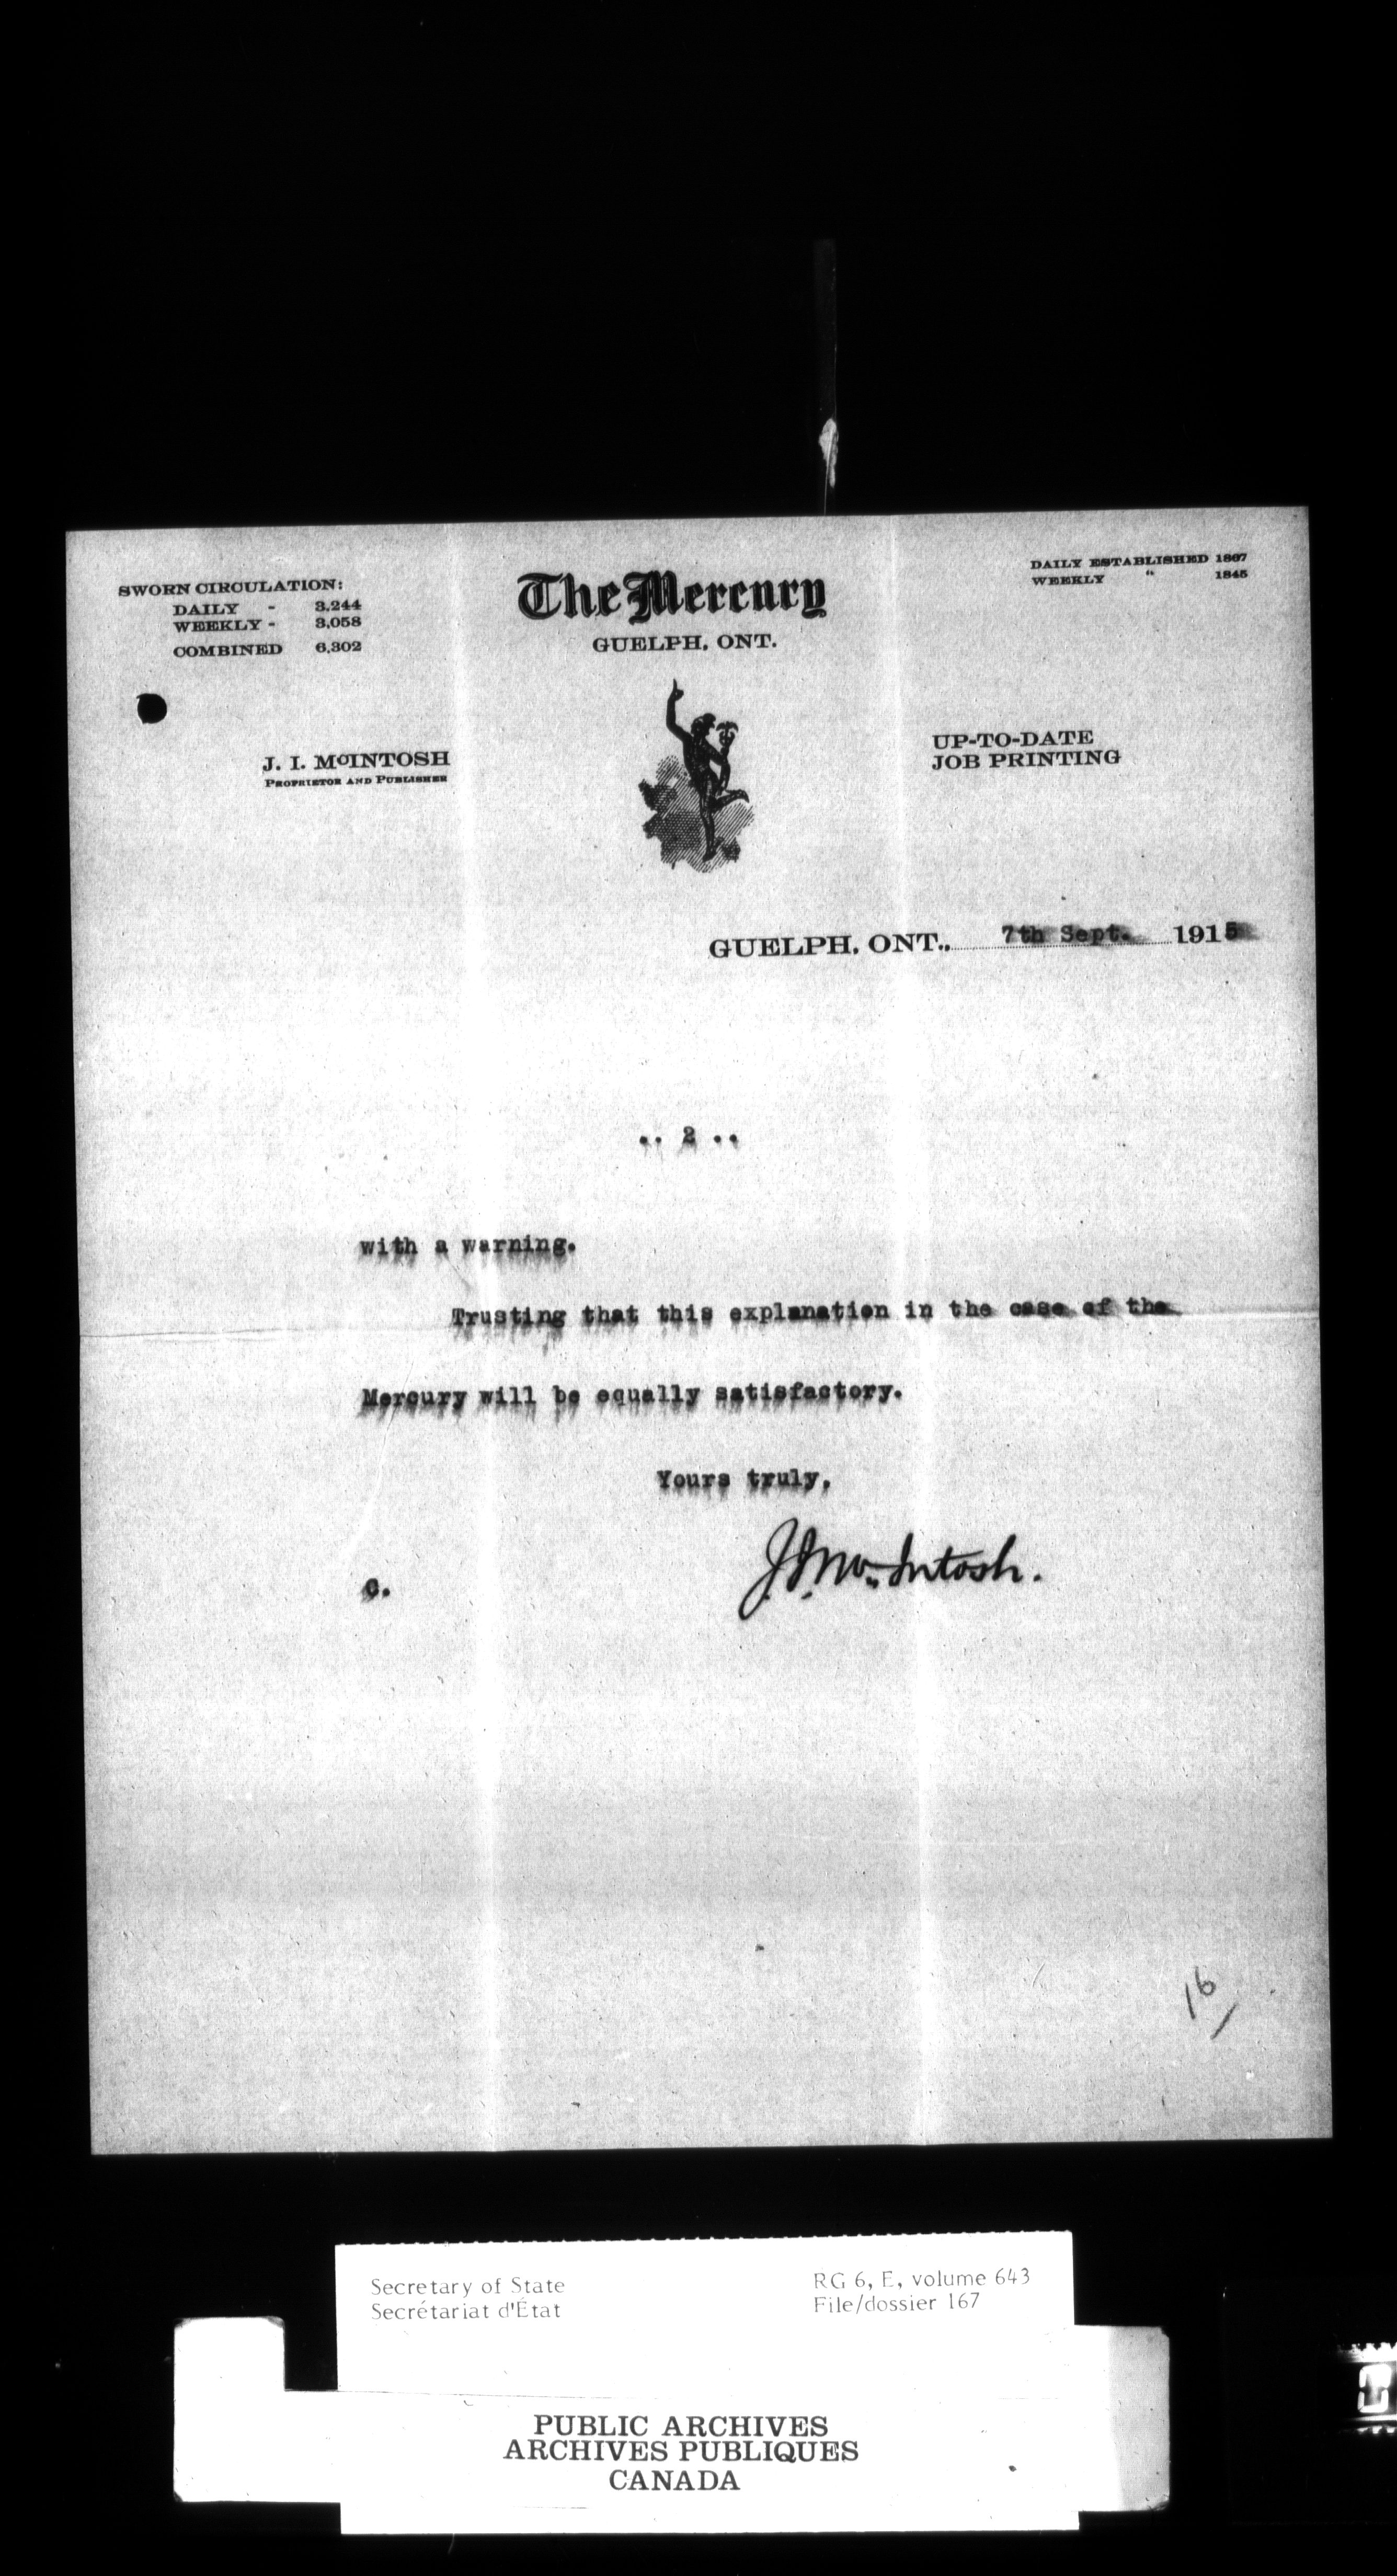 SWORN CIRCULATION:
DAILY - 3,244
WEEKLY - 3,058
COMBINED 6,302
The Mercury
GUELPH, ONT.
DAILY ESTABLISHED 1867
WEEKLY " 1845
J. I. McINTOSH
PROPRIETOR AND PUBLISHER
UP-TO-DATE
JOB PRINTING
GUELPH, ONT., 7th Sept. 1915
.. 2 ..
with a warning.
Trusting that this explanation in the case of the
Mercury will be equally satisfactory.
Yours truly,
J. I. McIntosh.
C.
16
Secretary of State
Secrétariat d'État
RG 6, E, volume 643
File/dossier 167
PUBLIC ARCHIVES
ARCHIVES PUBLIQUES
CANADA